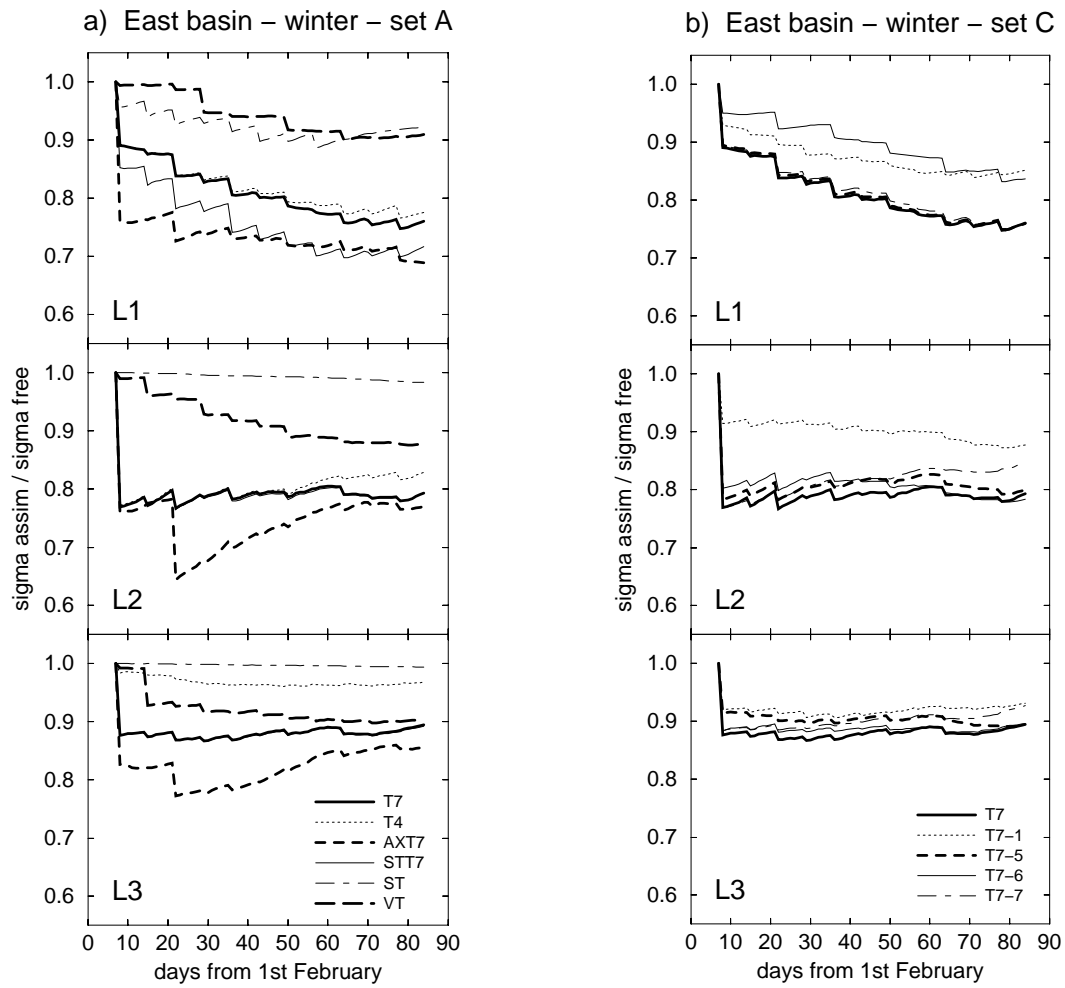 a) East basin – winter – set A
1.0
0.9
0.8
0.7
0.6
L1
1.0
0.9
0.8
0.7
0.6
L2
sigma assim / sigma free
1.0
0.9
0.8
0.7
0.6
L3
T7
T4
AXT7
STT7
ST
VT
0 10 20 30 40 50 60 70 80 90
days from 1st February
b) East basin – winter – set C
1.0
0.9
0.8
0.7
0.6
L1
1.0
0.9
0.8
0.7
0.6
L2
sigma assim / sigma free
1.0
0.9
0.8
0.7
0.6
L3
T7
T7–1
T7–5
T7–6
T7–7
0 10 20 30 40 50 60 70 80 90
days from 1st February